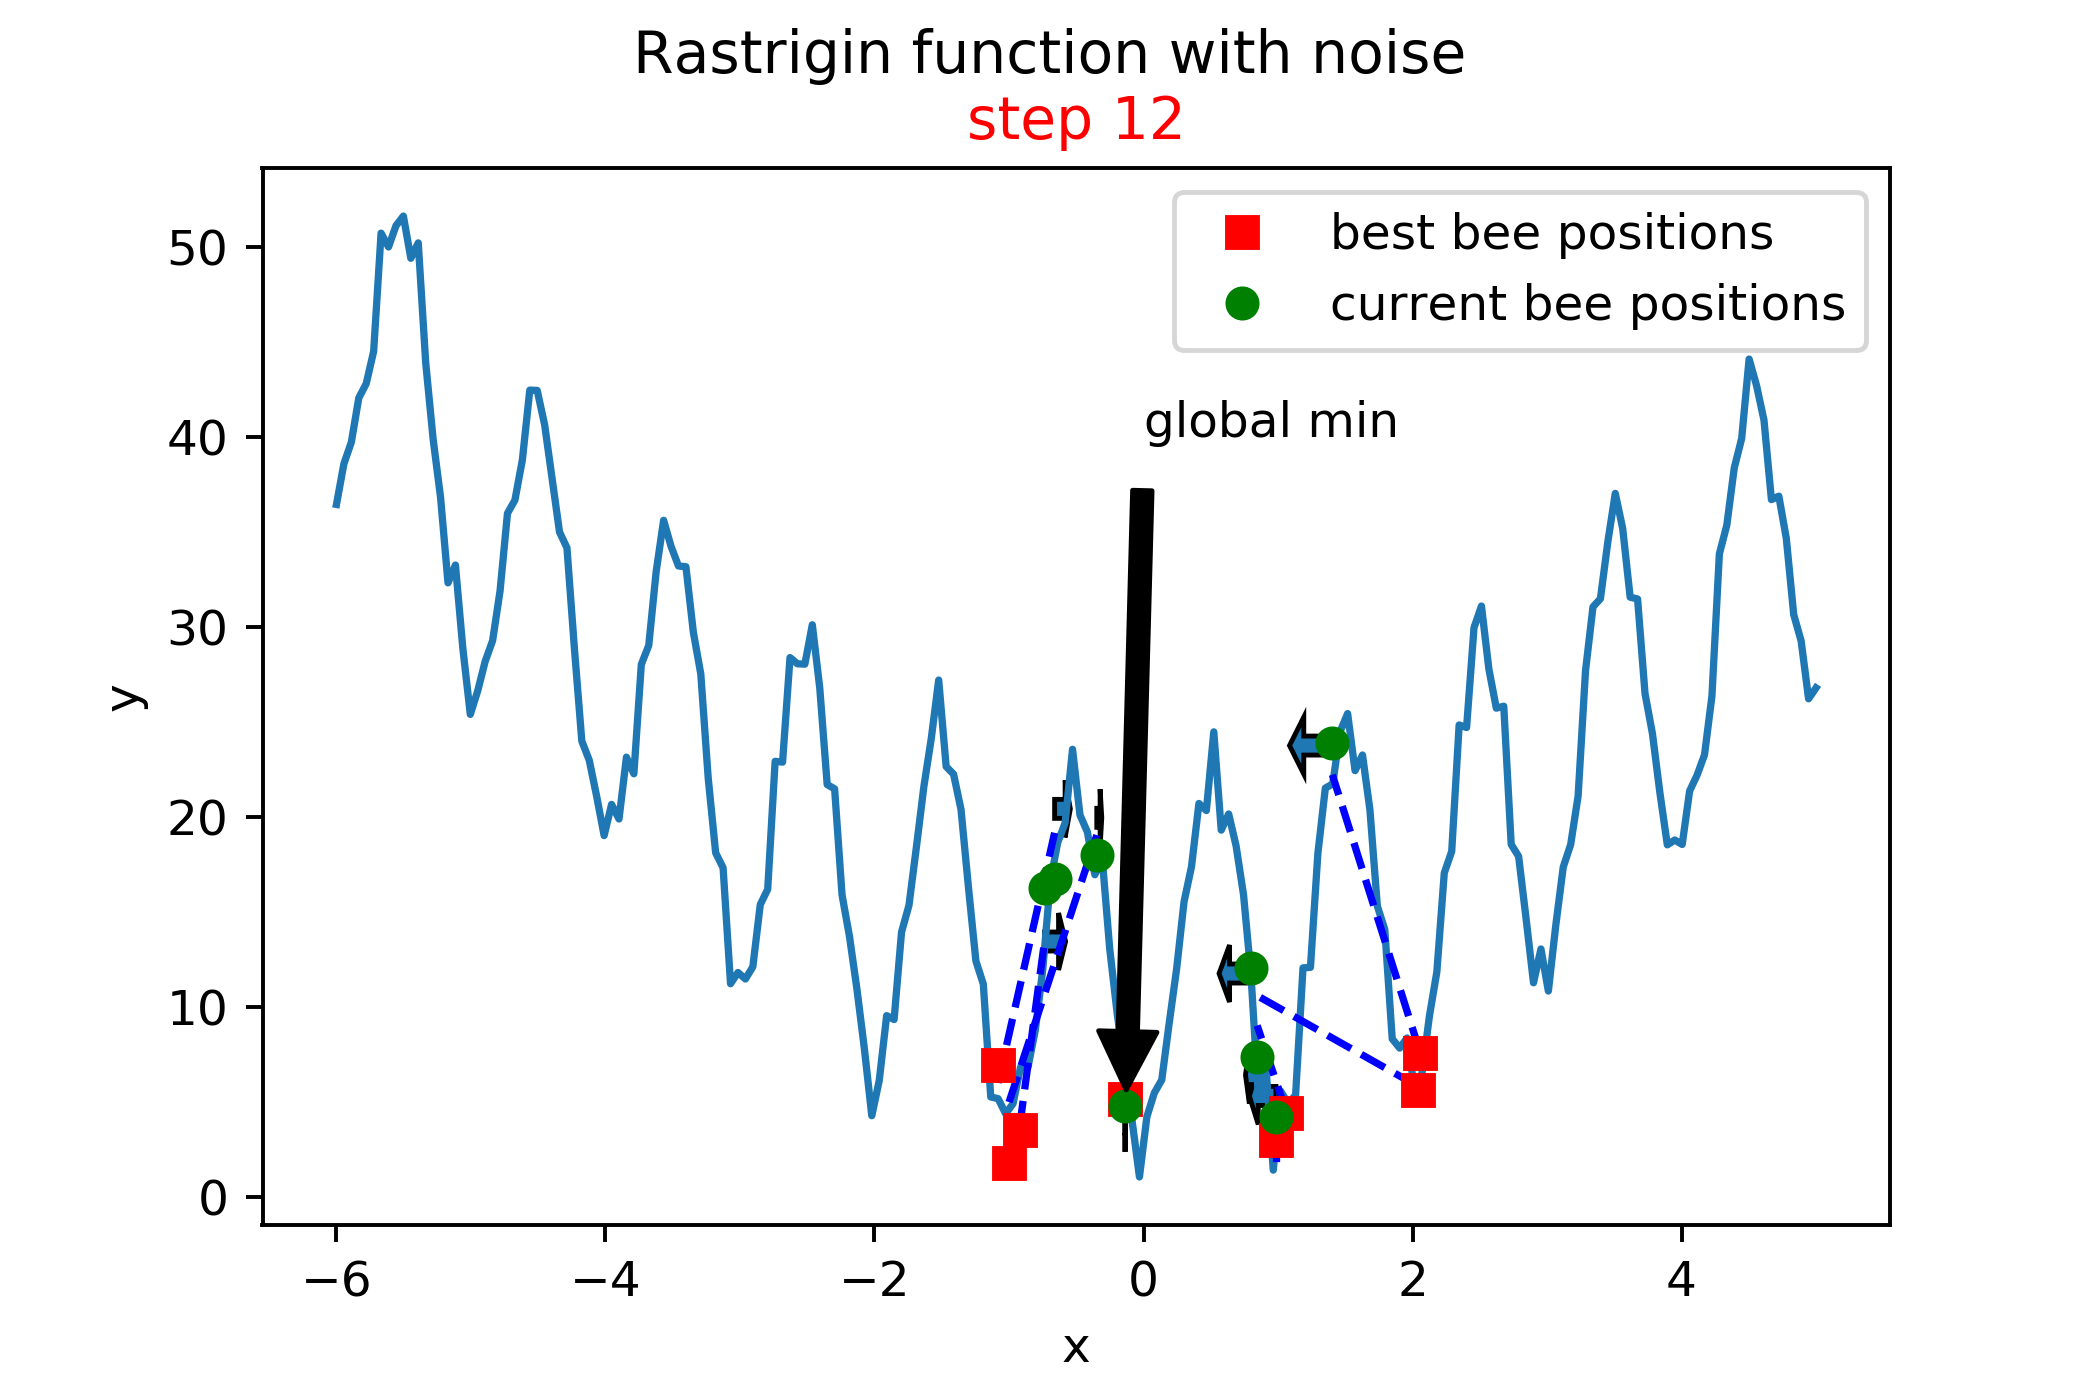 Rastrigin function with noise
step 12
best bee positions
current bee positions
global min
50
40
30
20
10
0
y
−6 −4 −2 0 2 4
x